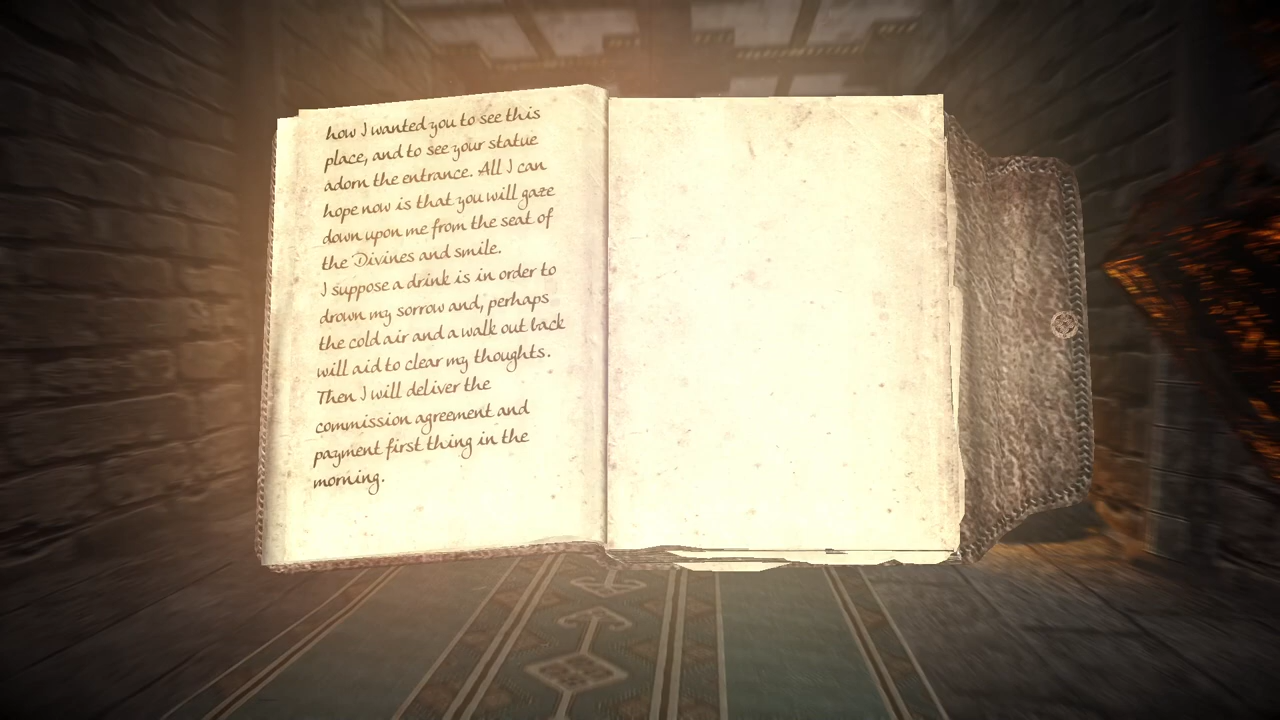 how I wanted you to see this
place, and to see your statue
adorn the entrance. All I can
hope now is that you will gaze
down upon me from the seat of
the Divines and smile.
I suppose a drink is in order to
drown my sorrow and, perhaps
the cold air and a walk out back
will aid to clear my thoughts.
Then I will deliver the
commission agreement and
payment first thing in the
morning.